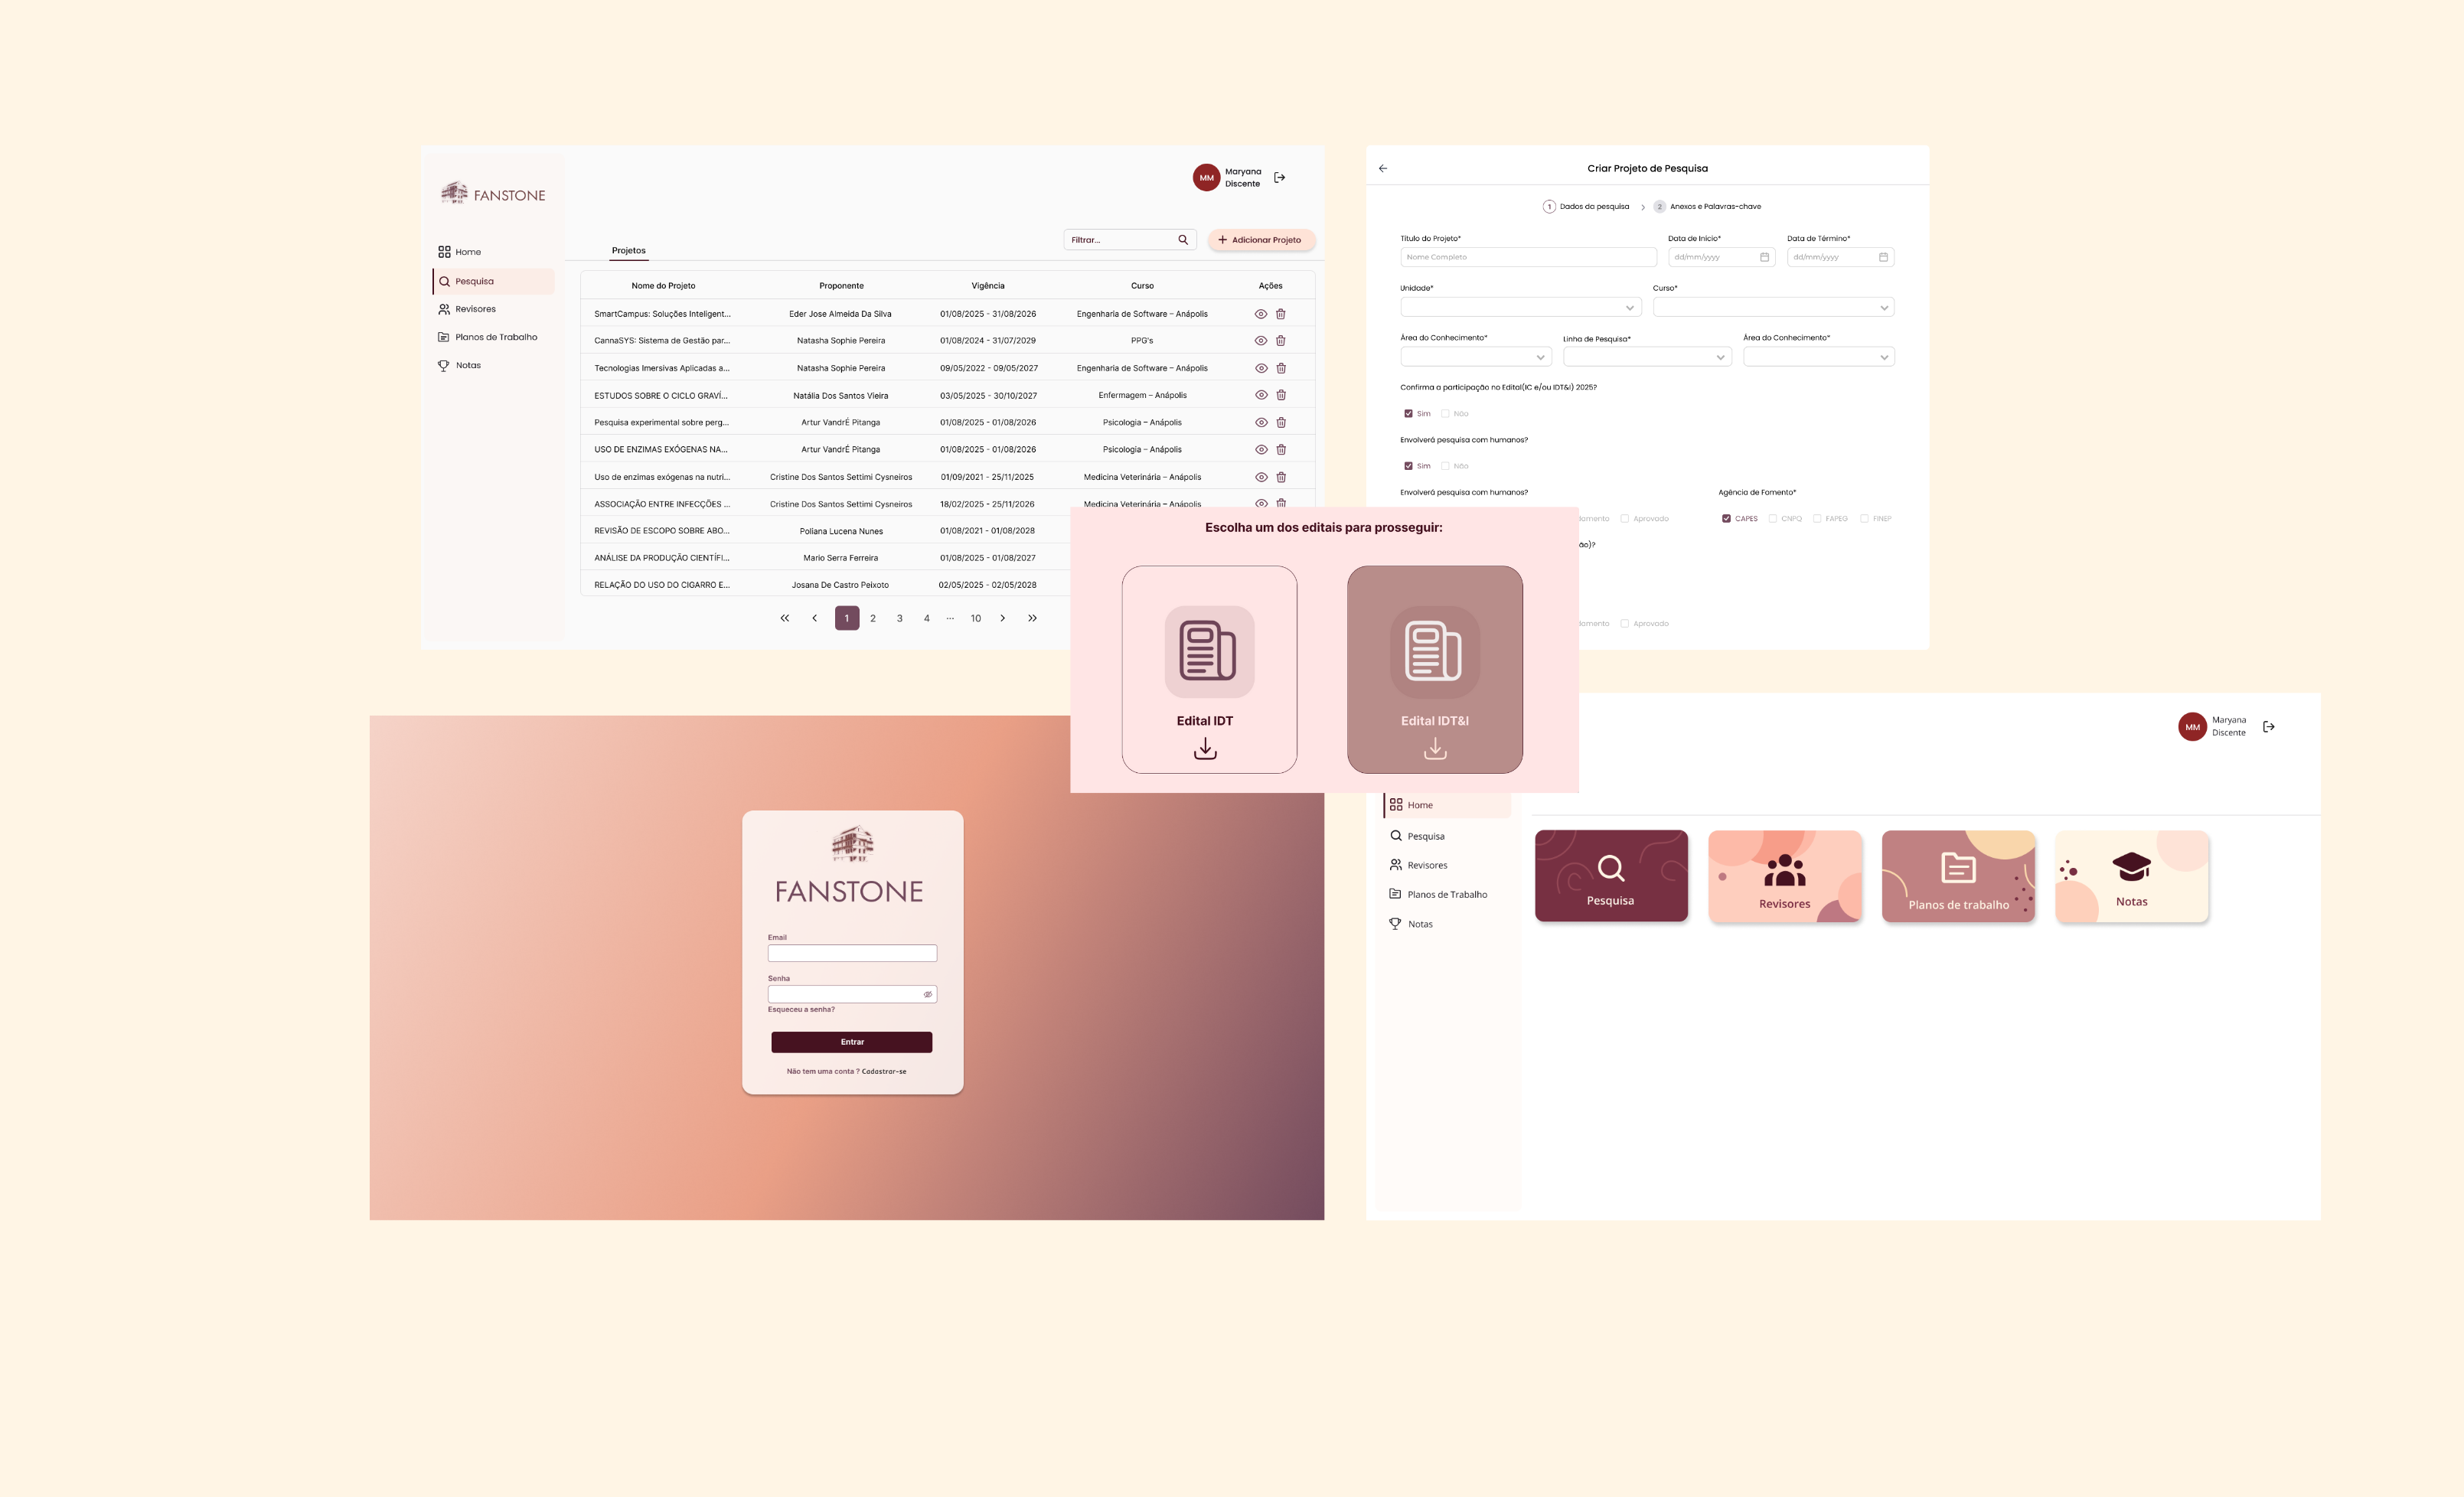 FANSTONE
MM
Maryana
Discente
Home
Pesquisa
Revisores
Planos de Trabalho
Notas
Projetos
Filtrar...
+ Adicionar Projeto
Nome do Projeto Proponente Vigência Curso Ações
SmartCampus: Soluções Inteligent... Eder Jose Almeida Da Silva 01/08/2025 - 31/08/2026 Engenharia de Software – Anápolis
CannaSYS: Sistema de Gestão par... Natasha Sophie Pereira 01/08/2024 - 31/07/2029 PPG's
Tecnologias Imersivas Aplicadas a... Natasha Sophie Pereira 09/05/2022 - 09/05/2027 Engenharia de Software – Anápolis
ESTUDOS SOBRE O CICLO GRAVÍ... Natália Dos Santos Vieira 03/05/2025 - 30/10/2027 Enfermagem – Anápolis
Pesquisa experimental sobre perg... Artur VandrÉ Pitanga 01/08/2025 - 01/08/2026 Psicologia – Anápolis
USO DE ENZIMAS EXÓGENAS NA... Artur VandrÉ Pitanga 01/08/2025 - 01/08/2026 Psicologia – Anápolis
Uso de enzimas exógenas na nutri... Cristine Dos Santos Settimi Cysneiros 01/09/2021 - 25/11/2025 Medicina Veterinária – Anápolis
ASSOCIAÇÃO ENTRE INFECÇÕES ... Cristine Dos Santos Settimi Cysneiros 18/02/2025 - 25/11/2026 Medicina Veterinária – Anápolis
REVISÃO DE ESCOPO SOBRE ABO... Poliana Lucena Nunes 01/08/2021 - 01/08/2028
ANÁLISE DA PRODUÇÃO CIENTÍFI... Mario Serra Ferreira 01/08/2025 - 01/08/2027
RELAÇÃO DO USO DO CIGARRO E... Josana De Castro Peixoto 02/05/2025 - 02/05/2028
1 2 3 4 ... 10
Criar Projeto de Pesquisa
1 Dados da pesquisa 2 Anexos e Palavras-chave
Título do Projeto* Data de Início* Data de Término*
Nome Completo dd/mm/yyyy dd/mm/yyyy
Unidade* Curso*
Área do Conhecimento* Linha de Pesquisa* Área do Conhecimento*
Confirma a participação no Edital(IC e/ou IDT&I) 2025?
Sim Não
Envolverá pesquisa com humanos?
Sim Não
Envolverá pesquisa com humanos? Agência de Fomento*
Aprovado CAPES CNPQ FAPEG FINEP
ão)?
Aprovado
Escolha um dos editais para prosseguir:
Edital IDT
Edital IDT&I
FANSTONE
Email
Senha
Esqueceu a senha?
Entrar
Não tem uma conta ? Cadastrar-se
MM
Maryana
Discente
Home
Pesquisa
Revisores
Planos de Trabalho
Notas
Pesquisa
Revisores
Planos de trabalho
Notas